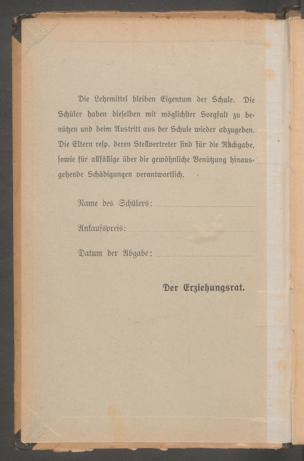 Die Lehrmittel bleiben Eigentum der Schule. Die
Schüler haben dieselben mit möglichster Sorgfalt zu be-
nützen und beim Austritt aus der Schule wieder abzugeben.
Die Eltern resp. deren Stellvertreter sind für die Rückgabe,
sowie für allfällige über die gewöhnliche Benützung hinaus-
gehende Schädigungen verantwortlich.
Name des Schülers:
Ankaufspreis:
Datum der Abgabe:
Der Erziehungsrat.